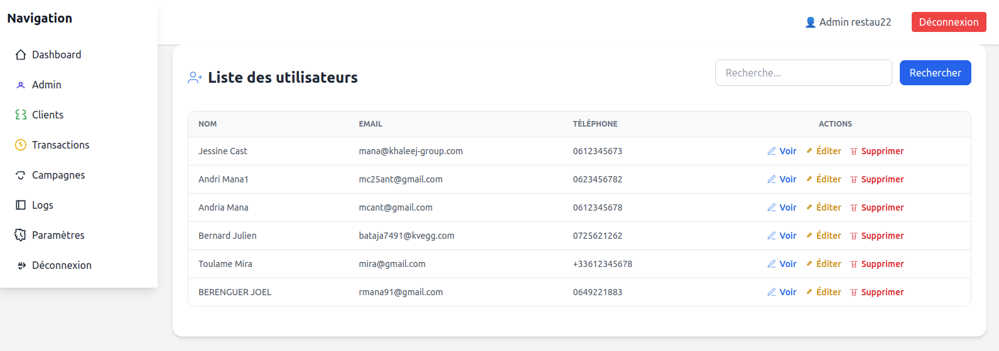 Navigation
Dashboard
Admin
Clients
Transactions
Campagnes
Logs
Paramètres
Déconnexion
Admin restau22 Déconnexion
Liste des utilisateurs Recherche... Rechercher
NOM EMAIL TÉLÉPHONE ACTIONS
Jessine Cast mana@khaleej-group.com 0612345673 Voir Éditer Supprimer
Andri Mana1 mc25ant@gmail.com 0623456782 Voir Éditer Supprimer
Andria Mana mcant@gmail.com 0612345678 Voir Éditer Supprimer
Bernard Julien bataja7491@kvegg.com 0725621262 Voir Éditer Supprimer
Toulame Mira mira@gmail.com +33612345678 Voir Éditer Supprimer
BERENGUER JOEL rmana91@gmail.com 0649221883 Voir Éditer Supprimer